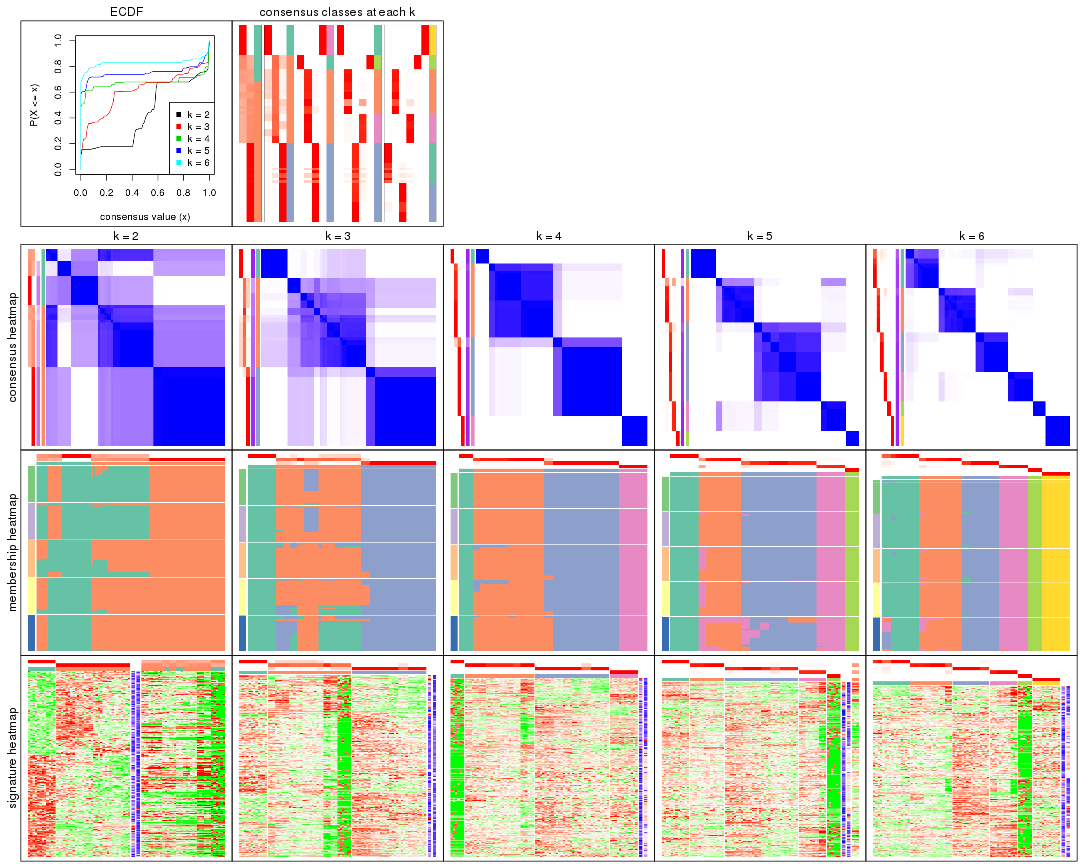 ECDF
consensus classes at each k
P(X <= x)
0.0 0.2 0.4 0.6 0.8 1.0
k = 2
k = 3
k = 4
k = 5
k = 6
0.0 0.2 0.4 0.6 0.8 1.0
consensus value (x)
k = 2
k = 3
k = 4
k = 5
k = 6
consensus heatmap
membership heatmap
signature heatmap